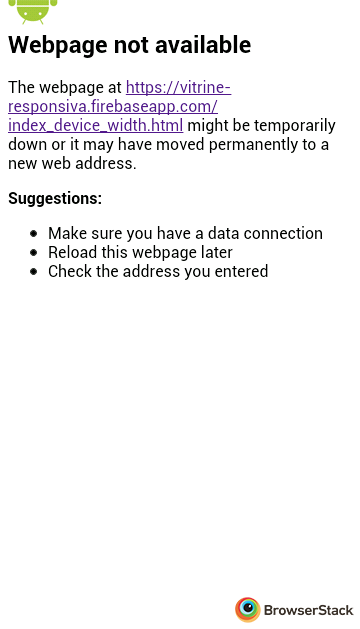 Webpage not available
The webpage at https://vitrine-
responsiva.firebaseapp.com/
index_device_width.html might be temporarily
down or it may have moved permanently to a
new web address.
Suggestions:
Make sure you have a data connection
Reload this webpage later
Check the address you entered
BrowserStack